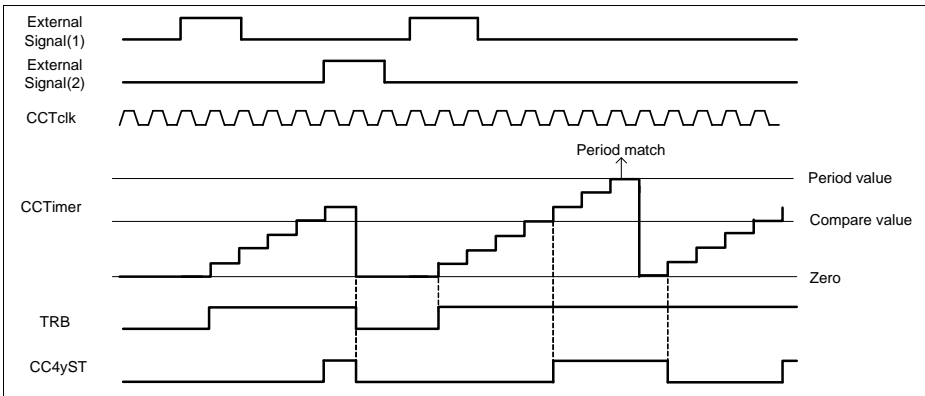 External
Signal(1)
External
Signal(2)
CCTclk
Period match
Period value
CCTimer
Compare value
Zero
TRB
CC4yST